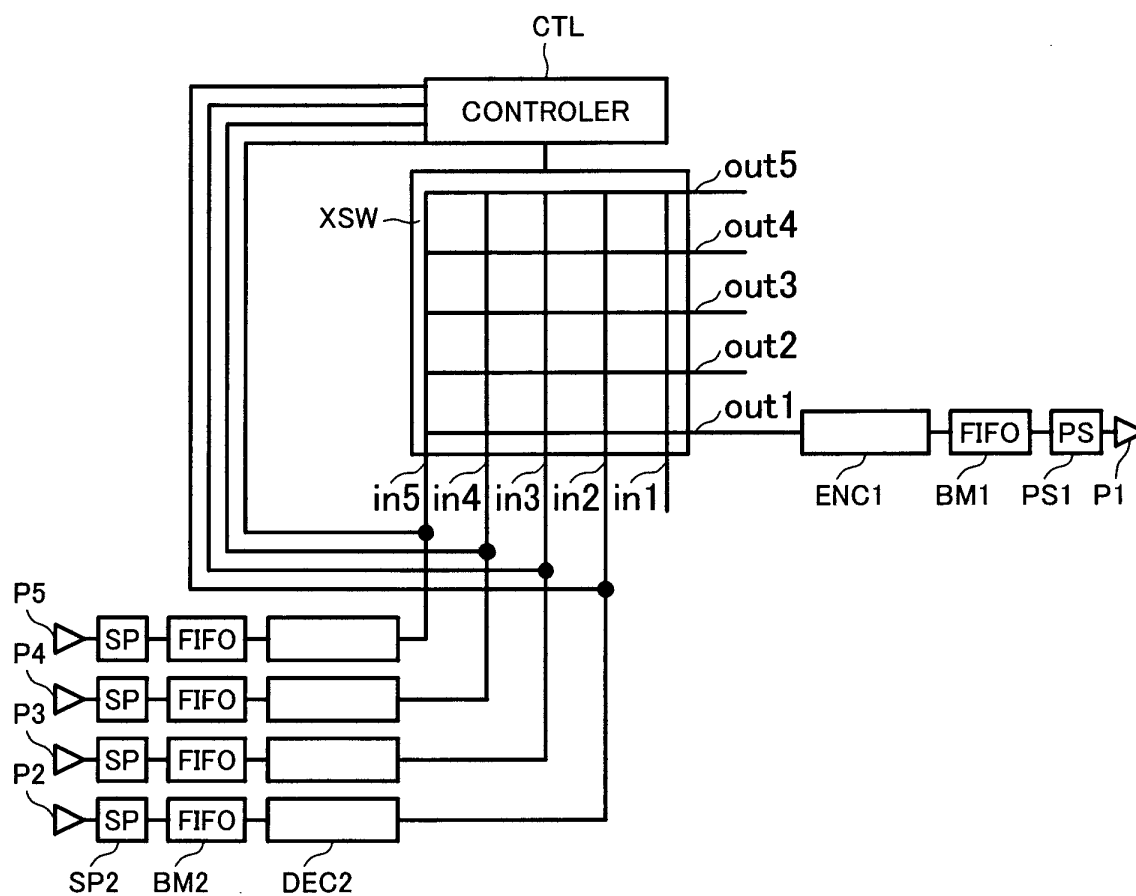 CTL
CONTROLER
out5
XSW
out4
out3
out2
out1
FIFO
PS
in5
in4
in3
in2
in1
ENC1
BM1
PS1
P1
P5
SP
FIFO
P4
SP
FIFO
P3
SP
FIFO
P2
SP
FIFO
SP2
BM2
DEC2